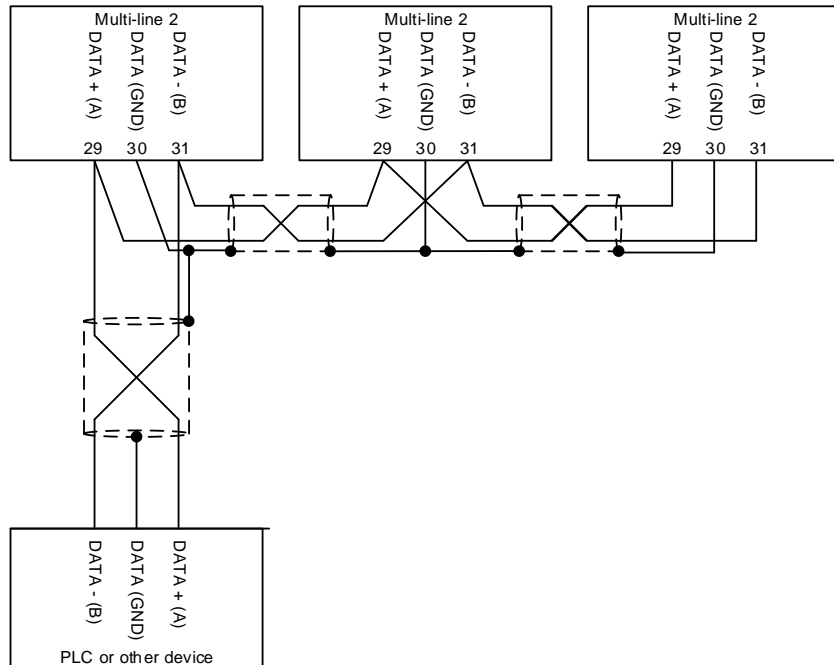 Multi-line 2
DATA + (A)
DATA (GND)
DATA - (B)
29
30
31
Multi-line 2
DATA + (A)
DATA (GND)
DATA - (B)
29
30
31
Multi-line 2
DATA + (A)
DATA (GND)
DATA - (B)
29
30
31
DATA - (B)
DATA (GND)
DATA + (A)
PLC or other device